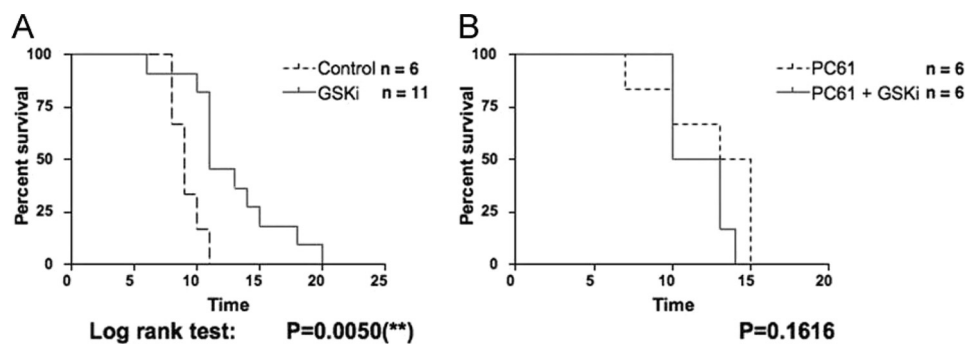 A
Percent survival
100
75
50
25
0
0 5 10 15 20 25
Time
Control n = 6
GSKi n = 11
Log rank test: P=0.0050(**)
B
Percent survival
100
75
50
25
0
0 5 10 15 20
Time
PC61 n = 6
PC61 + GSKi n = 6
P=0.1616